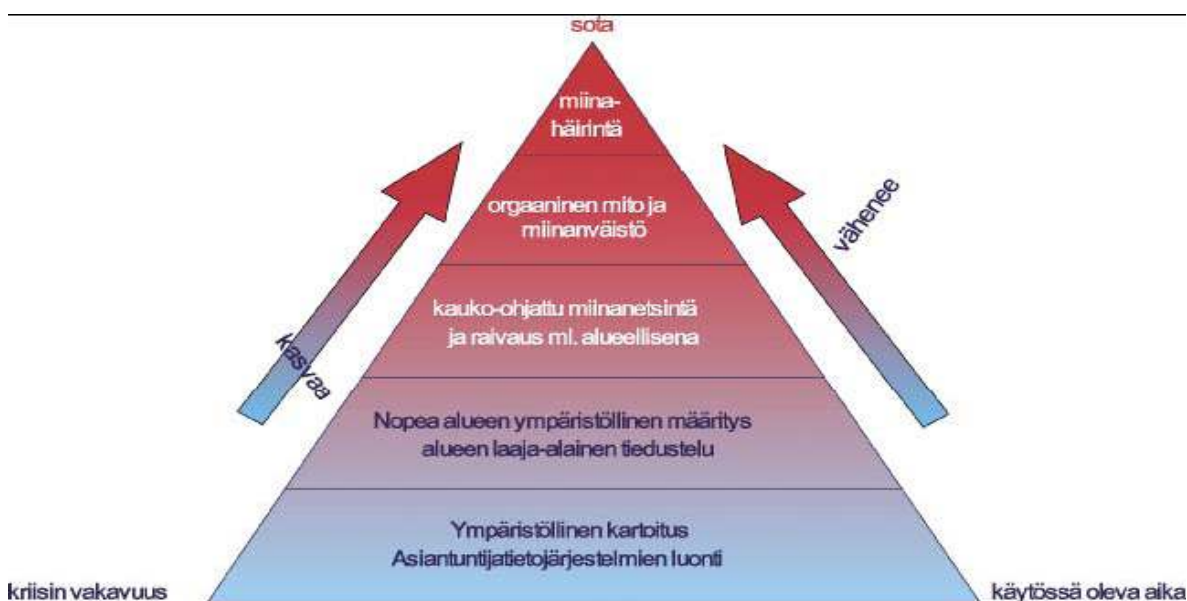 sota
miina-
häirintä
orgaaninen mito ja
miinanväistö
vähenee
kauko-ohjattu miinanetsintä
ja raivaus ml. alueellisena
kasvaa
Nopea alueen ympäristöllinen määritys
alueen laaja-alainen tiedustelu
Ympäristöllinen kartoitus
Asiantuntijatietojärjestelmien luonti
kriisin vakavuus
käytössä oleva aika